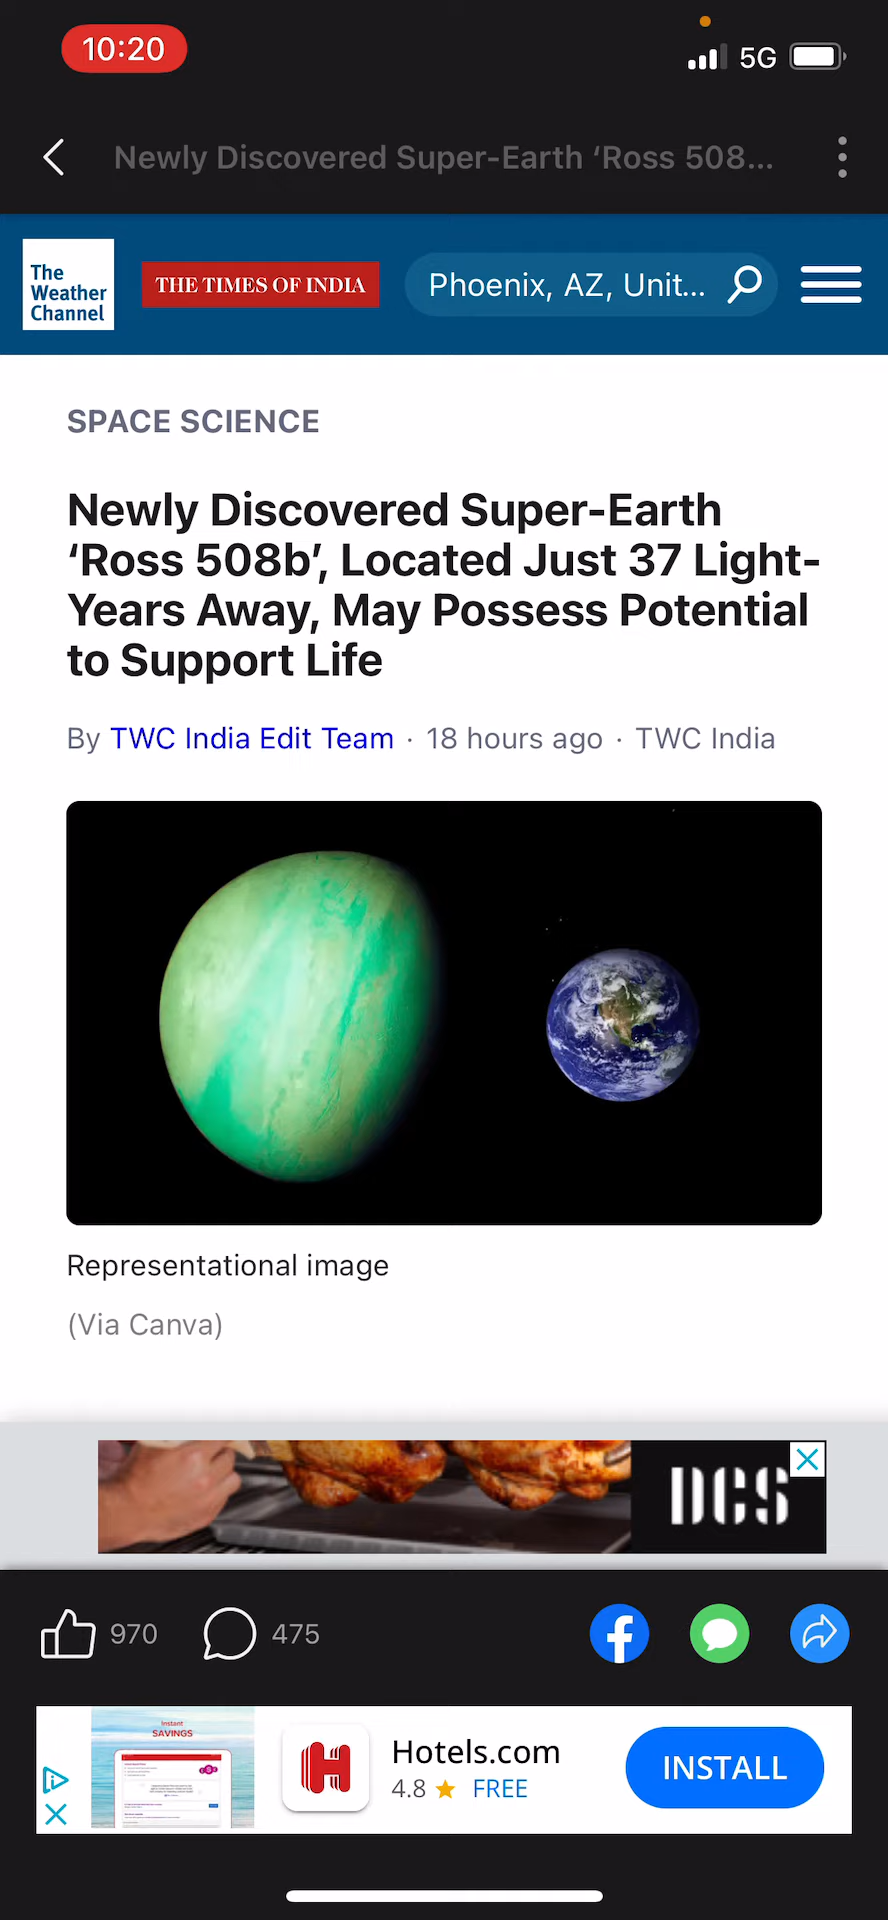 10:20
5G
Newly Discovered Super-Earth ‘Ross 508...
The
Weather
Channel
THE TIMES OF INDIA
Phoenix, AZ, Unit...
SPACE SCIENCE
Newly Discovered Super-Earth
‘Ross 508b’, Located Just 37 Light-
Years Away, May Possess Potential
to Support Life
By TWC India Edit Team · 18 hours ago · TWC India
Representational image
(Via Canva)
DCS
970
475
Instant
SAVINGS
Hotels.com
4.8 ★ FREE
INSTALL